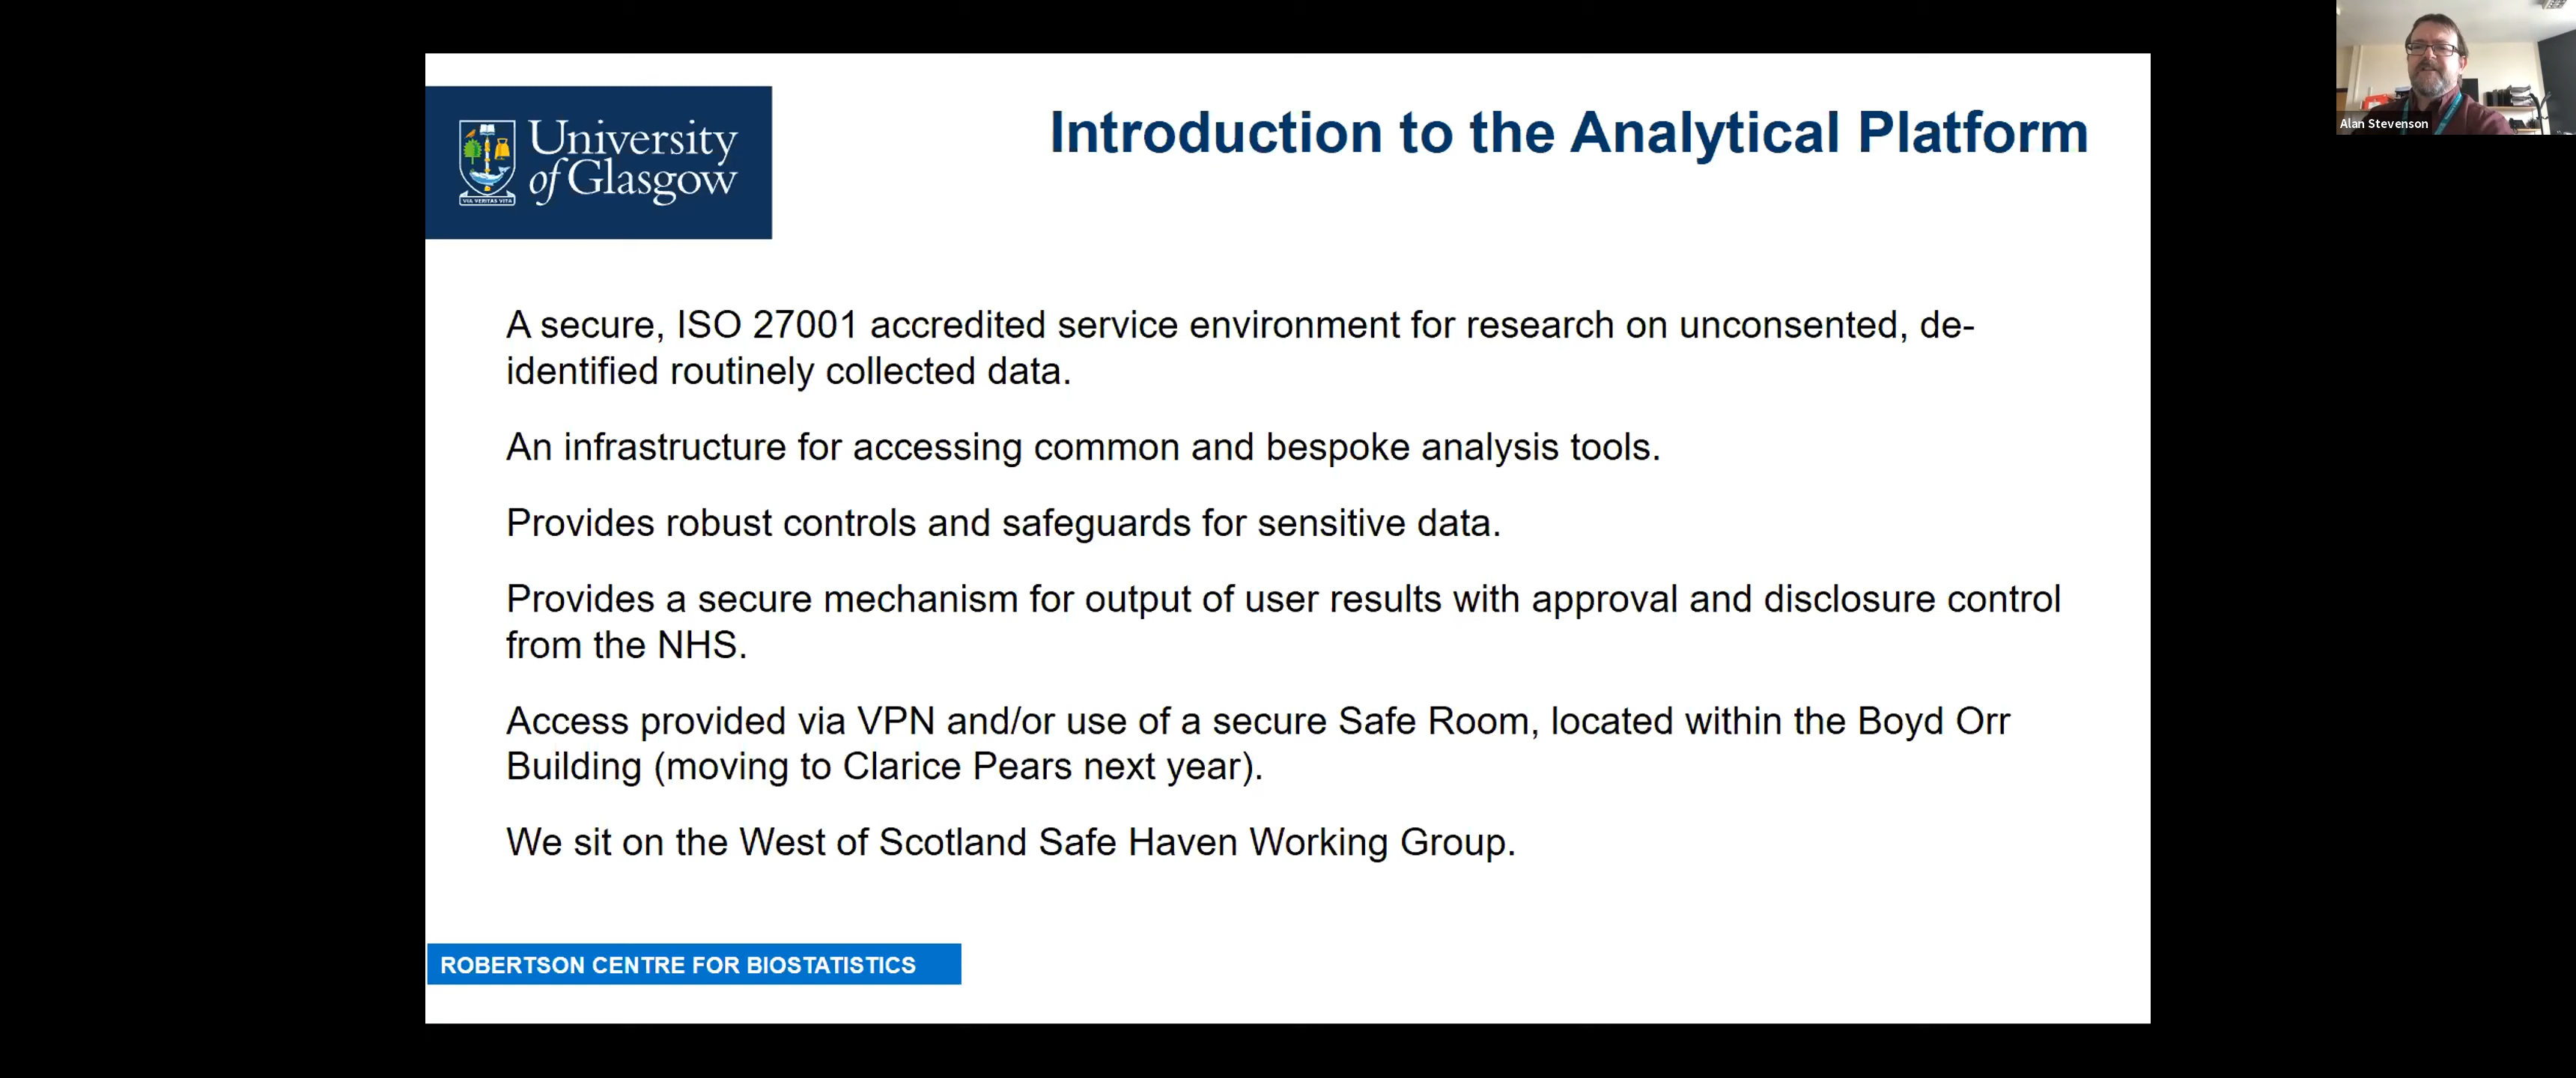 University
of Glasgow
VIA VERITAS VITA
Introduction to the Analytical Platform
Alan Stevenson
A secure, ISO 27001 accredited service environment for research on unconsented, de-
identified routinely collected data.
An infrastructure for accessing common and bespoke analysis tools.
Provides robust controls and safeguards for sensitive data.
Provides a secure mechanism for output of user results with approval and disclosure control
from the NHS.
Access provided via VPN and/or use of a secure Safe Room, located within the Boyd Orr
Building (moving to Clarice Pears next year).
We sit on the West of Scotland Safe Haven Working Group.
ROBERTSON CENTRE FOR BIOSTATISTICS